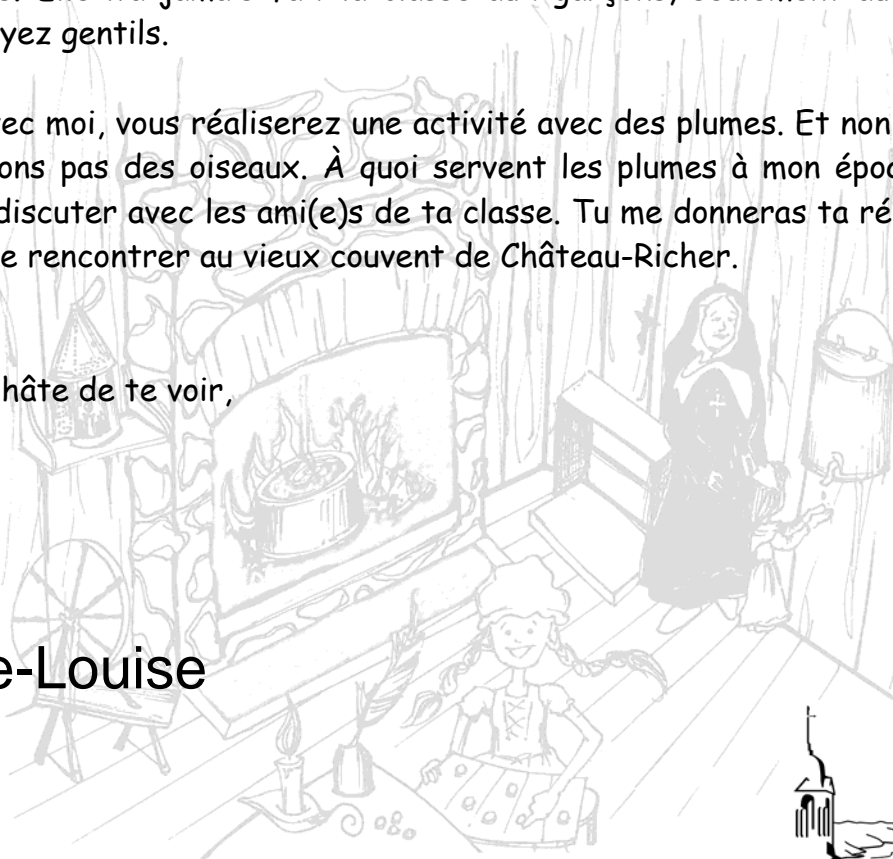 yez gentils.
ec moi, vous réaliserez une activité avec des plumes. Et non
ons pas des oiseaux. À quoi servent les plumes à mon épo
discuter avec les ami(e)s de ta classe. Tu me donneras ta ré
e rencontrer au vieux couvent de Château-Richer.
hâte de te voir,
e-Louise